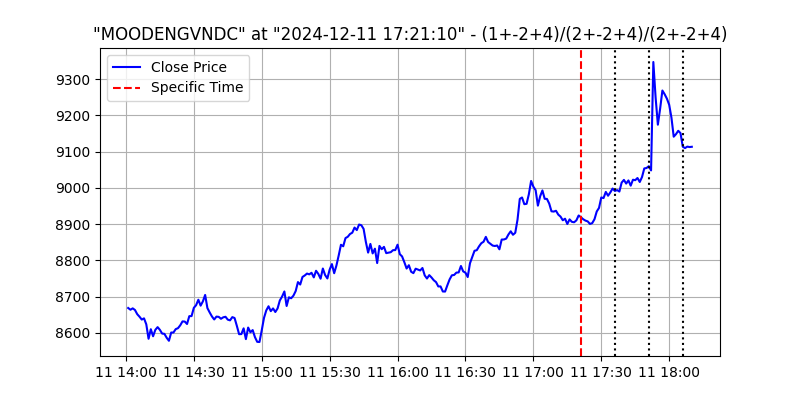 "MOODENGVNDC" at "2024-12-11 17:21:10" - (1+-2+4)/(2+-2+4)/(2+-2+4)
Close Price
Specific Time
9300
9200
9100
9000
8900
8800
8700
8600
11 14:00 11 14:30 11 15:00 11 15:30 11 16:00 11 16:30 11 17:00 11 17:30 11 18:00